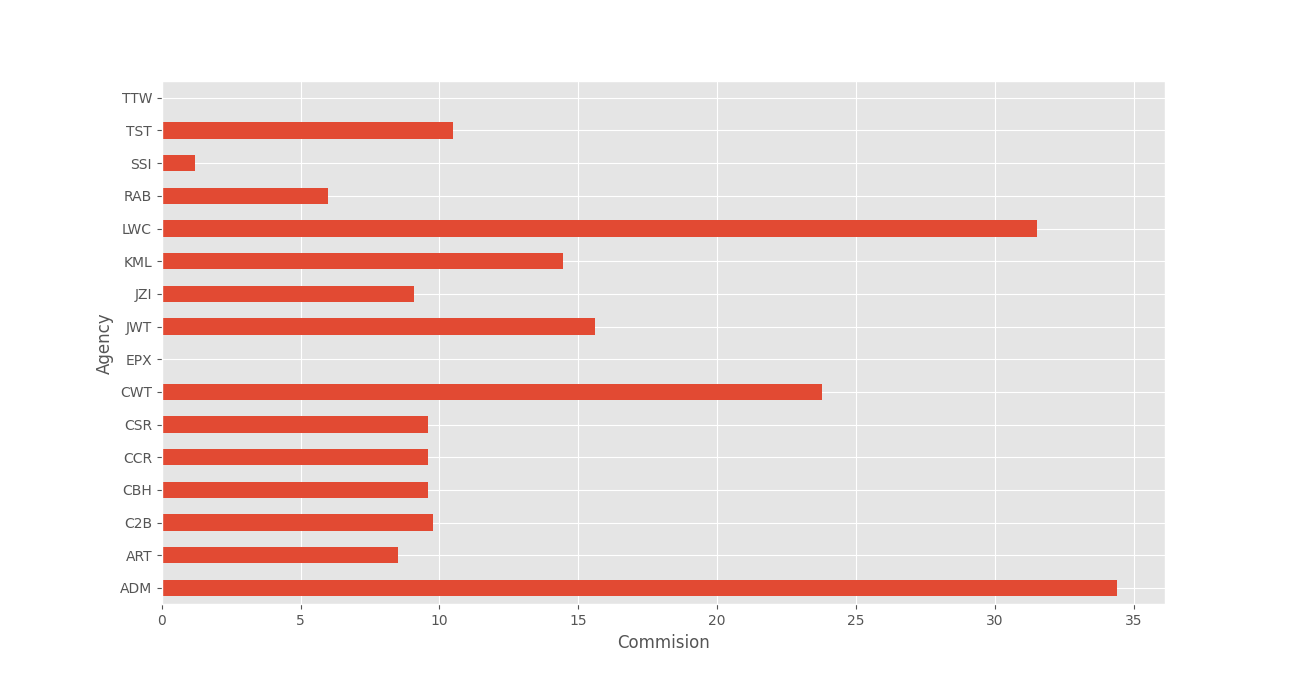 TTW
TST
SSI
RAB
LWC
KML
JZI
JWT
EPX
CWT
CSR
CCR
CBH
C2B
ART
ADM
Agency
0 5 10 15 20 25 30 35
Commision